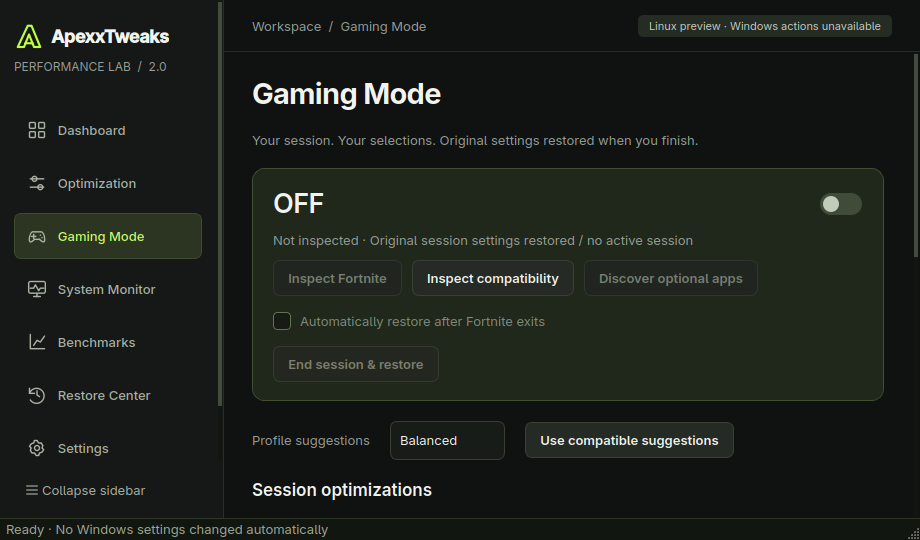 ApexxTweaks
PERFORMANCE LAB / 2.0
Dashboard
Optimization
Gaming Mode
System Monitor
Benchmarks
Restore Center
Settings
Collapse sidebar
Workspace / Gaming Mode
Linux preview · Windows actions unavailable
Gaming Mode
Your session. Your selections. Original settings restored when you finish.
OFF
Not inspected · Original session settings restored / no active session
Inspect Fortnite
Inspect compatibility
Discover optional apps
Automatically restore after Fortnite exits
End session & restore
Profile suggestions
Balanced
Use compatible suggestions
Session optimizations
Ready · No Windows settings changed automatically